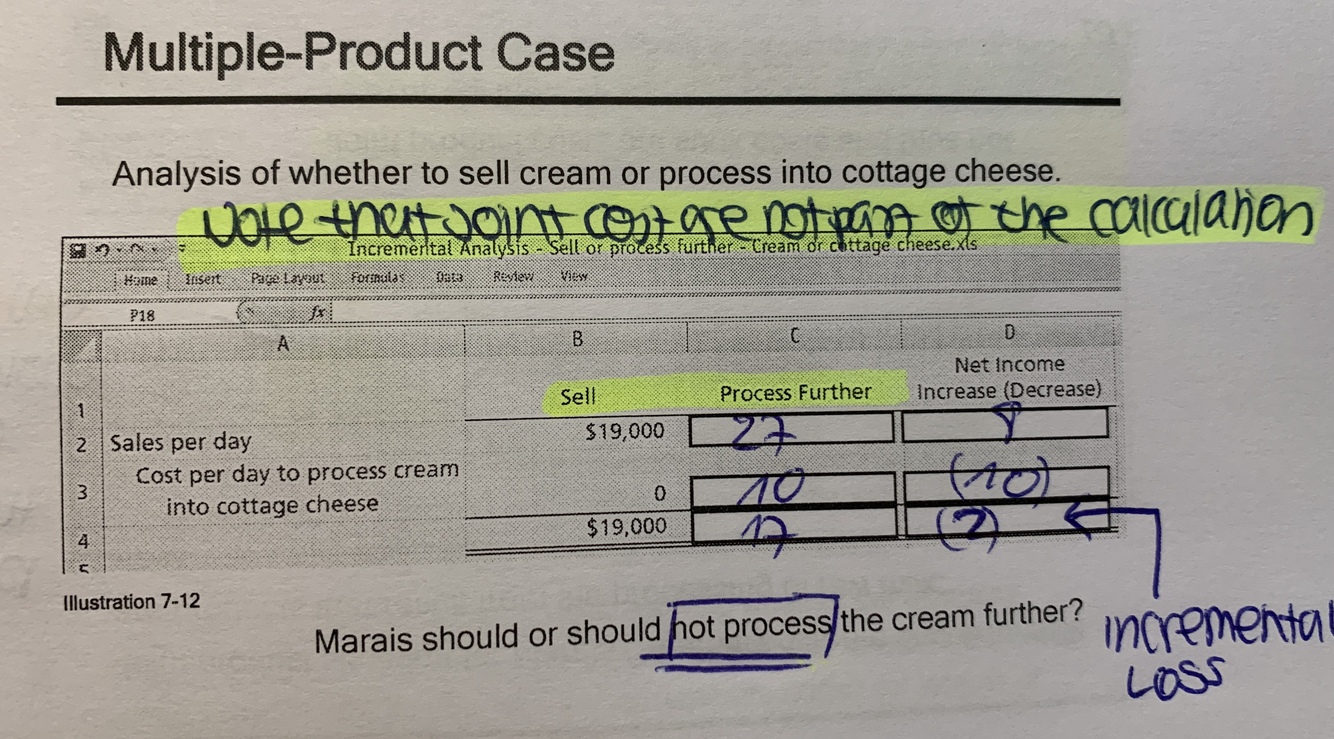 Multiple-Product Case
Analysis of whether to sell cream or process into cottage cheese.
Note that joint cost are not part of the calculation
Incremental Analysis - Sell or process further - Cream or cottage cheese.xls
Home Insert Page Layout Formulas Data Review View
P18 fx
A B C D
1 Sell Process Further Net Income Increase (Decrease)
2 Sales per day $19,000 27 8
3 Cost per day to process cream into cottage cheese 0 10 (10)
4 $19,000 17 (2)
5
Illustration 7-12
Marais should or should not process the cream further?
incremental
Loss